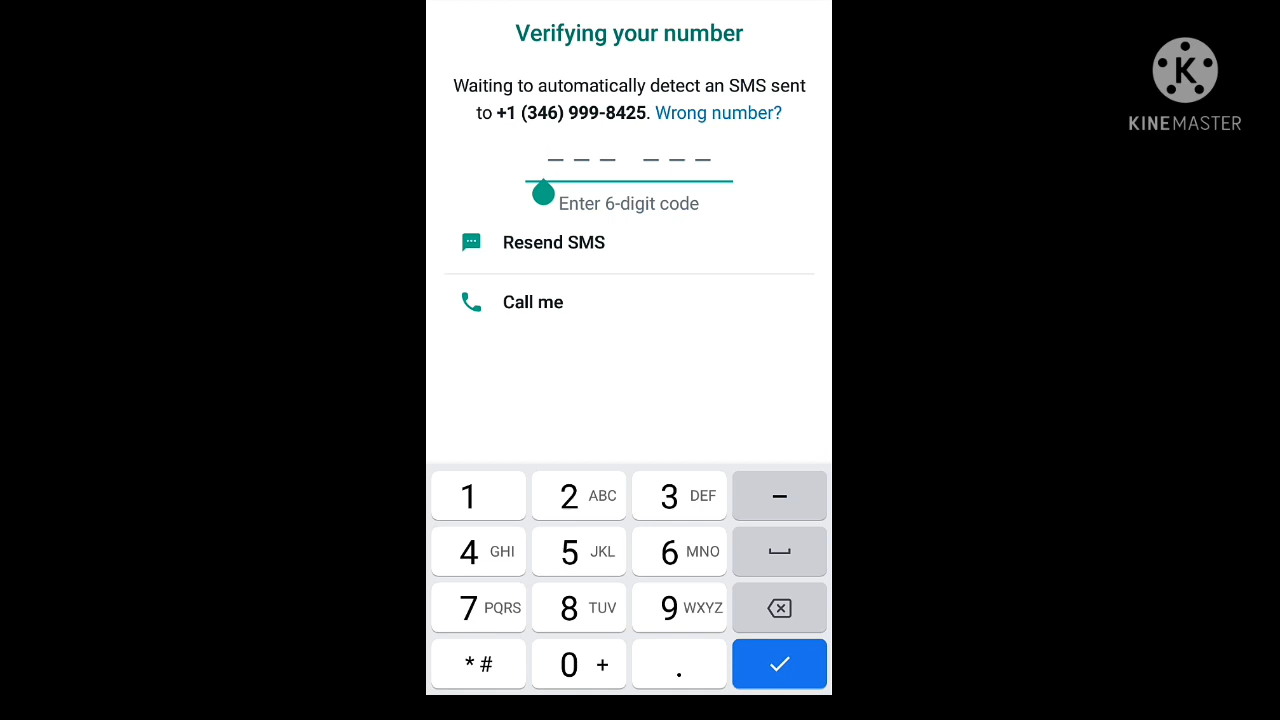 Verifying your number
K
KINEMASTER
Waiting to automatically detect an SMS sent
to +1 (346) 999-8425. Wrong number?
Enter 6-digit code
Resend SMS
Call me
1 2 ABC 3 DEF –
4 GHI 5 JKL 6 MNO
7 PQRS 8 TUV 9 WXYZ
* # 0 + .